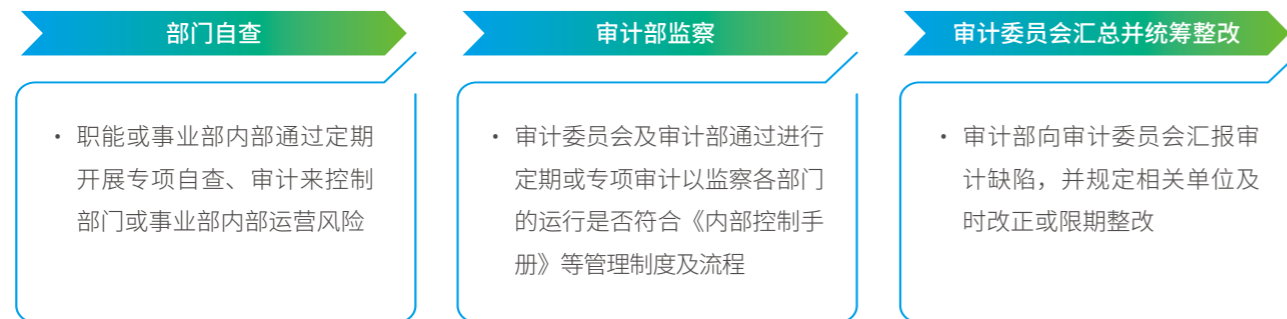 部门自查
• 职能或事业部内部通过定期
开展专项自查、审计来控制
部门或事业部内部运营风险
审计部监察
• 审计委员会及审计部通过进行
定期或专项审计以监察各部门
的运行是否符合《内部控制手
册》等管理制度及流程
审计委员会汇总并统筹整改
• 审计部向审计委员会汇报审
计缺陷，并规定相关单位及
时改正或限期整改